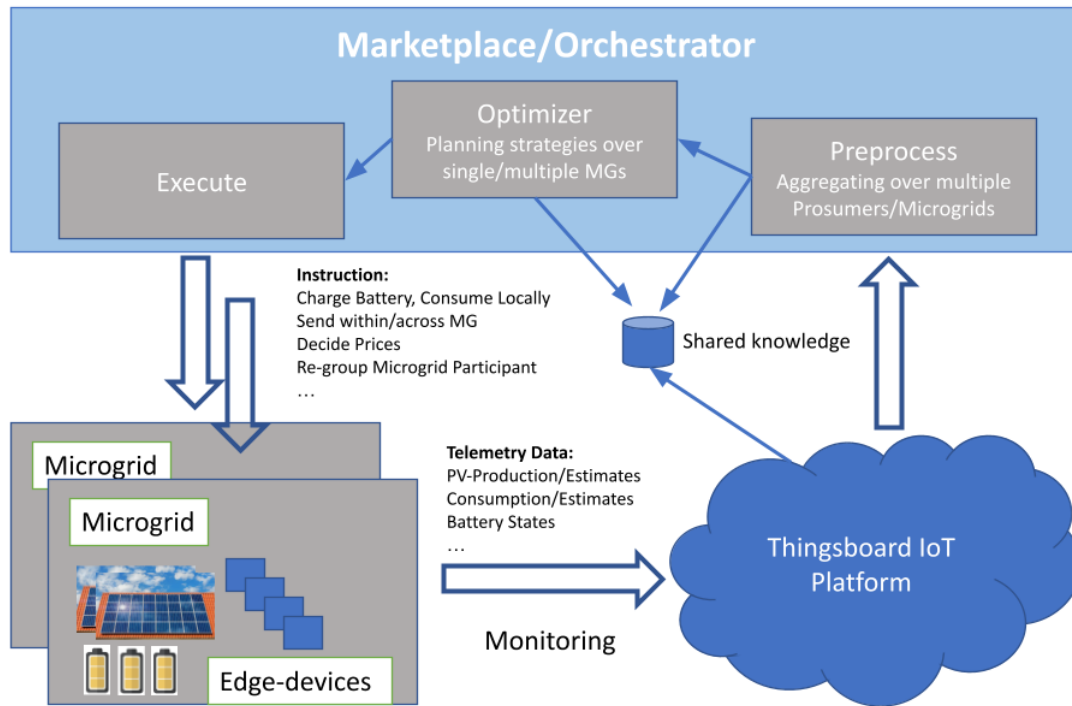 Marketplace/Orchestrator
Execute
Optimizer
Planning strategies over
single/multiple MGs
Preprocess
Aggregating over multiple
Prosumers/Microgrids
Instruction:
Charge Battery, Consume Locally
Send within/across MG
Decide Prices
Re-group Microgrid Participant
…
Shared knowledge
Microgrid
Microgrid
Edge-devices
Telemetry Data:
PV-Production/Estimates
Consumption/Estimates
Battery States
…
Monitoring
Thingsboard IoT
Platform